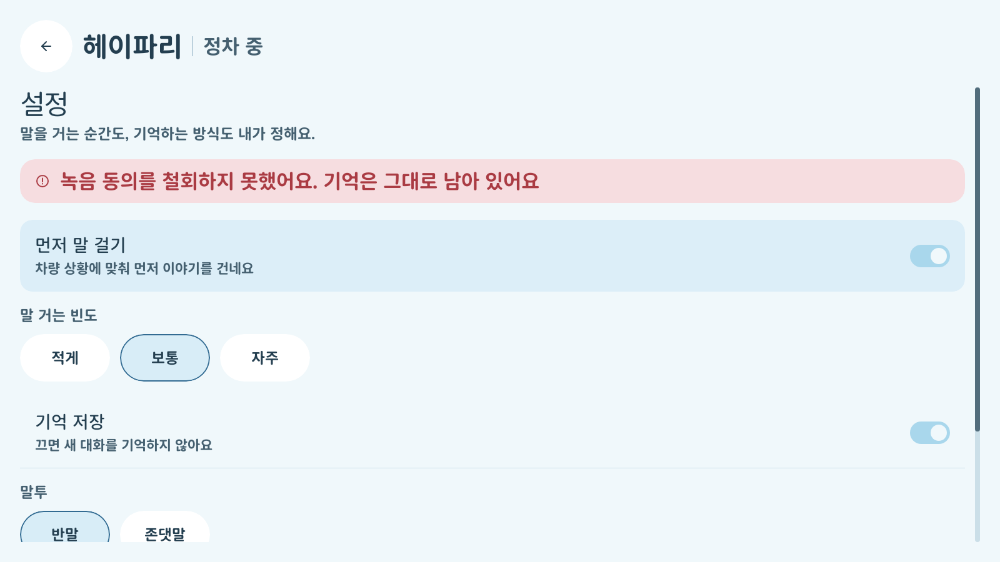 헤이파리
정차 중
설정
말을 거는 순간도, 기억하는 방식도 내가 정해요.
녹음 동의를 철회하지 못했어요. 기억은 그대로 남아 있어요
먼저 말 걸기
차량 상황에 맞춰 먼저 이야기를 건네요
말 거는 빈도
적게
보통
자주
기억 저장
끄면 새 대화를 기억하지 않아요
말투
반말
존댓말